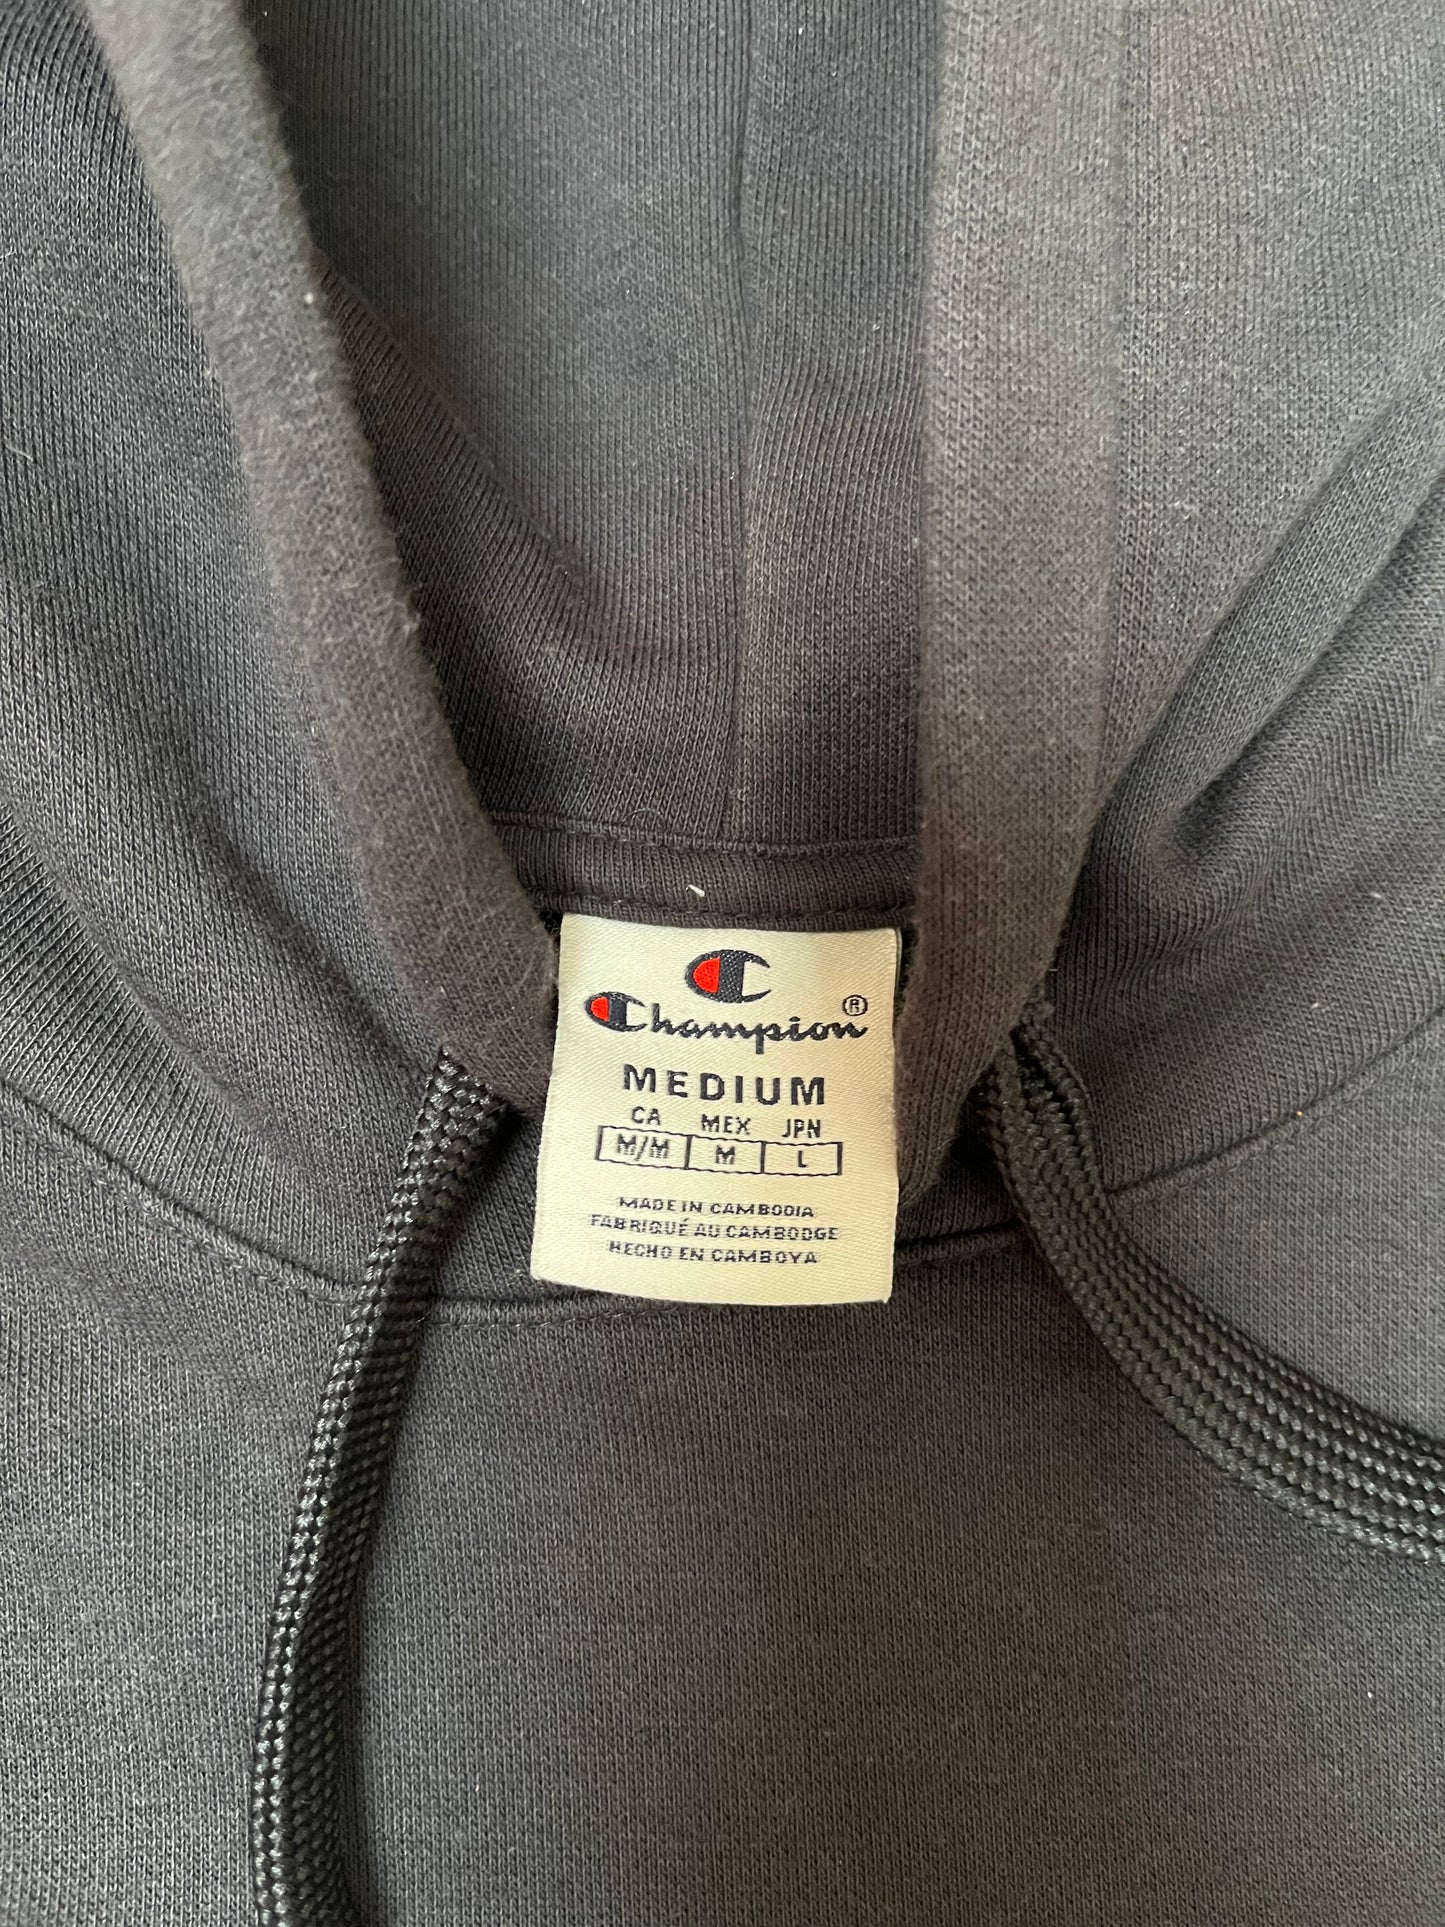 Champion®
MEDIUM
CA MEX JPN
M/M M L
MADE IN CAMBODIA
FABRIQUÉ AU CAMBODGE
HECHO EN CAMBOYA